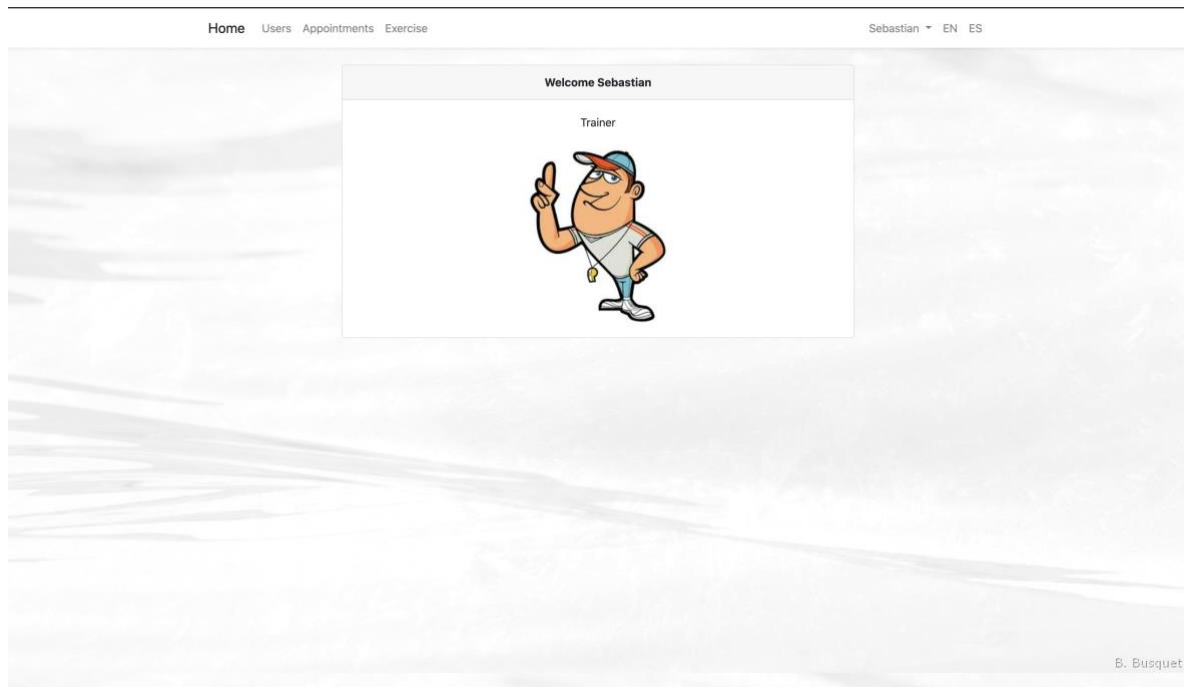 Home Users Appointments Exercise Sebastian EN ES
Welcome Sebastian
Trainer
B. Busquet